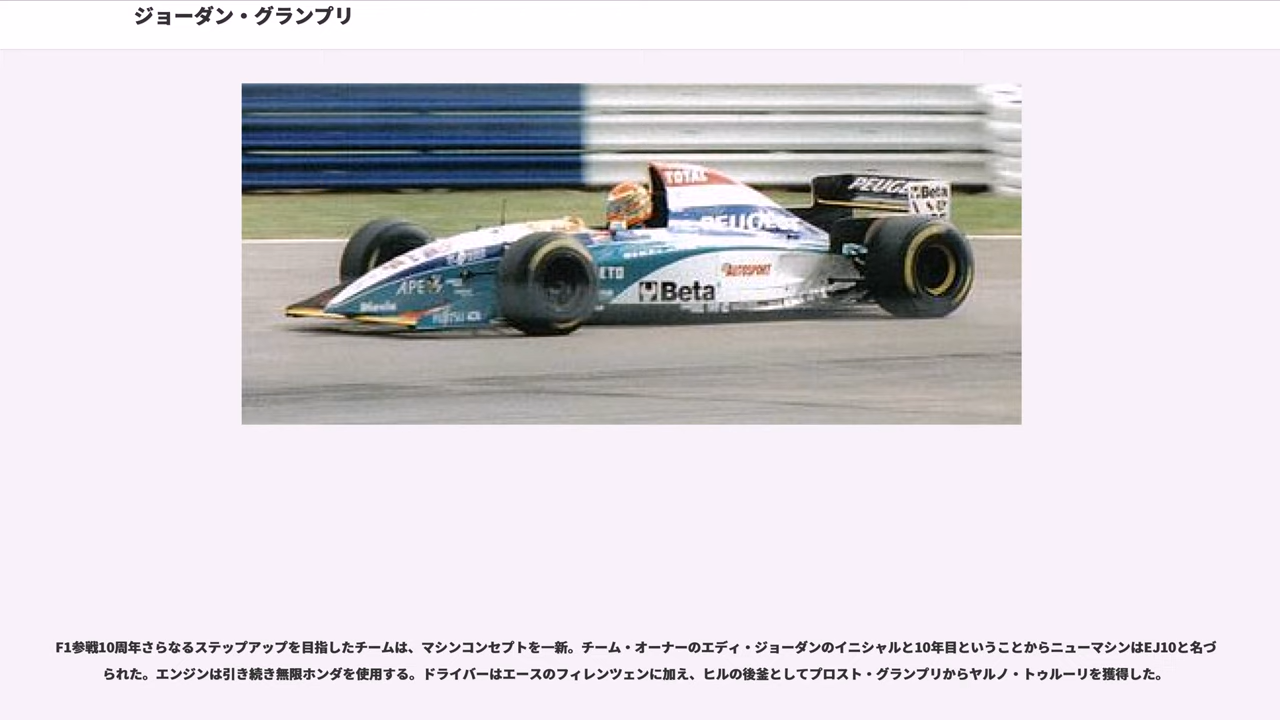 ジョーダン・グランプリ
TOTAL
PEUGEOT
Beta
AUTOSPORT
Beta
F1参戦10周年さらなるステップアップを目指したチームは、マシンコンセプトを一新。チーム・オーナーのエディ・ジョーダンのイニシャルと10年目ということからニューマシンはEJ10と名づ
られた。エンジンは引き続き無限ホンダを使用する。ドライバーはエースのフィレンツェンに加え、ヒルの後釜としてプロスト・グランプリからヤルノ・トゥルーリを獲得した。